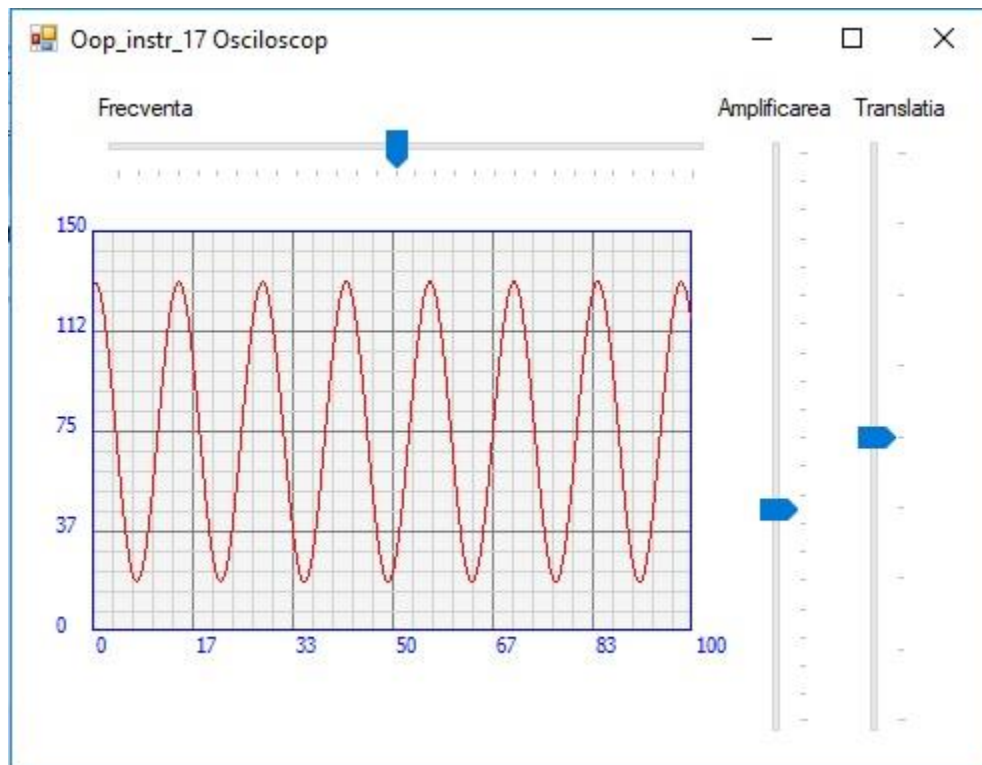 Oop_instr_17 Osciloscop
Frecventa
Amplificarea
Translatia
150
112
75
37
0
0 17 33 50 67 83 100